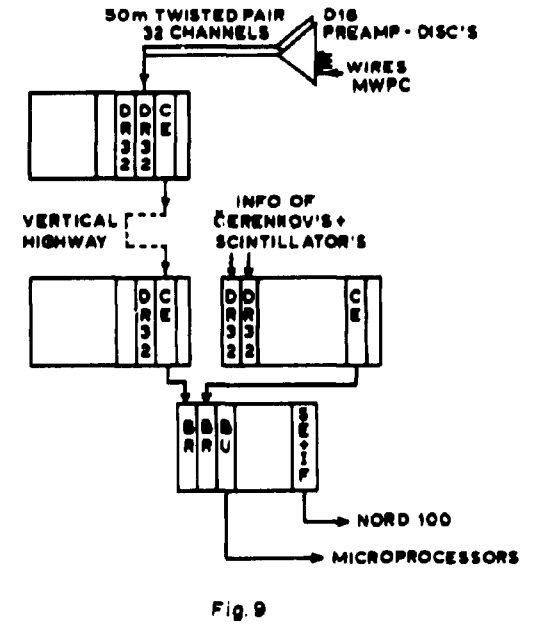 50m TWISTED PAIR
32 CHANNELS
D16
PREAMP - DISC'S
WIRES
MWPC
DR32
DR32
CE
VERTICAL
HIGHWAY
INFO OF
ČERENKOV'S +
SCINTILLATOR'S
DR32
CE
DR32
DR32
CE
BR
BR
BU
SE+IF
NORD 100
MICROPROCESSORS
Fig. 9